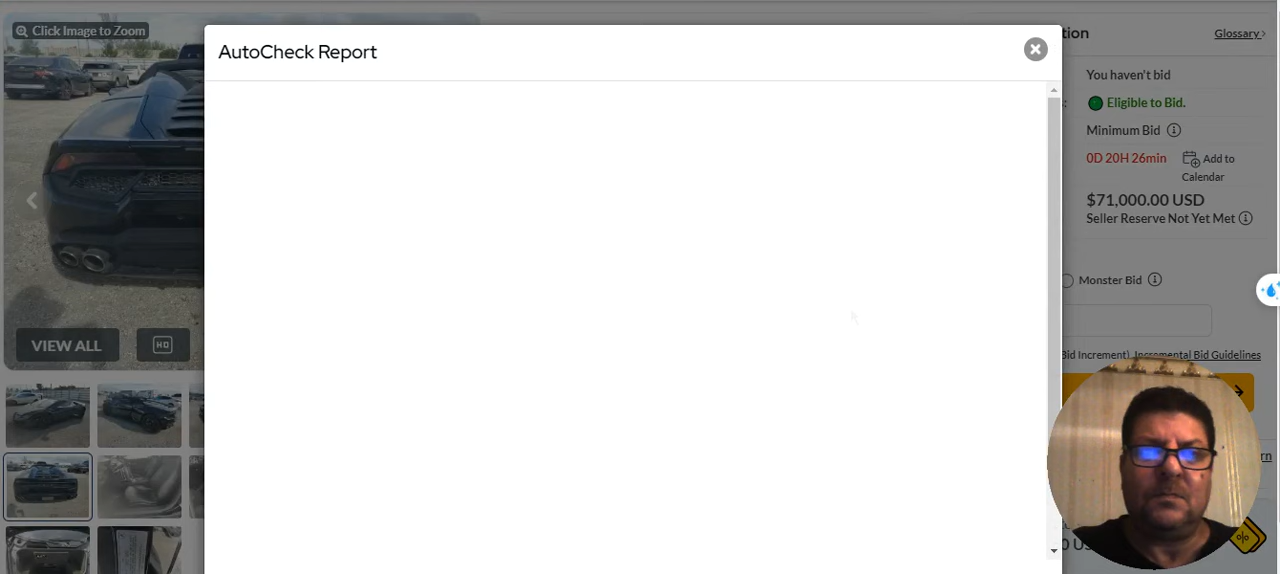 Click Image to Zoom
AutoCheck Report
tion
Glossary
You haven't bid
Eligible to Bid.
Minimum Bid
0D 20H 26min
Add to
Calendar
$71,000.00 USD
Seller Reserve Not Yet Met
Monster Bid
Bid Increment) Incremental Bid Guidelines
VIEW ALL
HD
rn
%